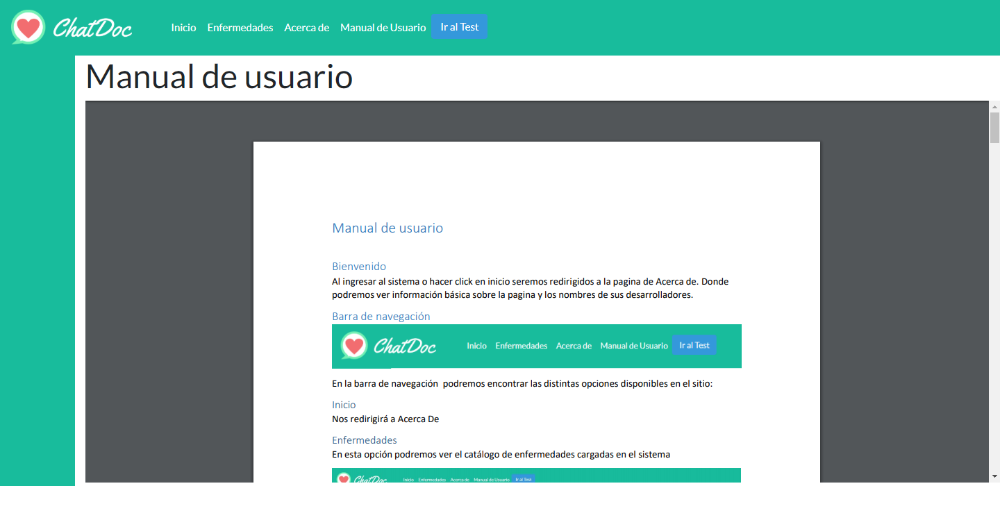 ChatDoc Inicio Enfermedades Acerca de Manual de Usuario Ir al Test
Manual de usuario
Manual de usuario
Bienvenido
Al ingresar al sistema o hacer click en inicio seremos redirigidos a la pagina de Acerca de. Donde
podremos ver información básica sobre la pagina y los nombres de sus desarrolladores.
Barra de navegación
ChatDoc Inicio Enfermedades Acerca de Manual de Usuario Ir al Test
En la barra de navegación  podremos encontrar las distintas opciones disponibles en el sitio:
Inicio
Nos redirigirá a Acerca De
Enfermedades
En esta opción podremos ver el catálogo de enfermedades cargadas en el sistema
ChatDoc Inicio Enfermedades Acerca de Manual de Usuario Ir al Test